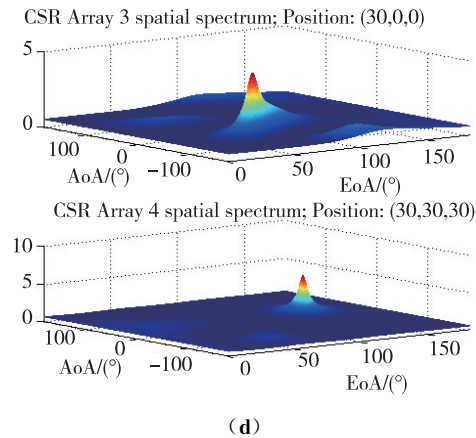 CSR Array 3 spatial spectrum; Position: (30,0,0)
5
0
100
0
−100
AoA/(°)
0
50
100
150
EoA/(°)
CSR Array 4 spatial spectrum; Position: (30,30,30)
10
5
0
100
0
−100
AoA/(°)
0
50
100
150
EoA/(°)
（d）